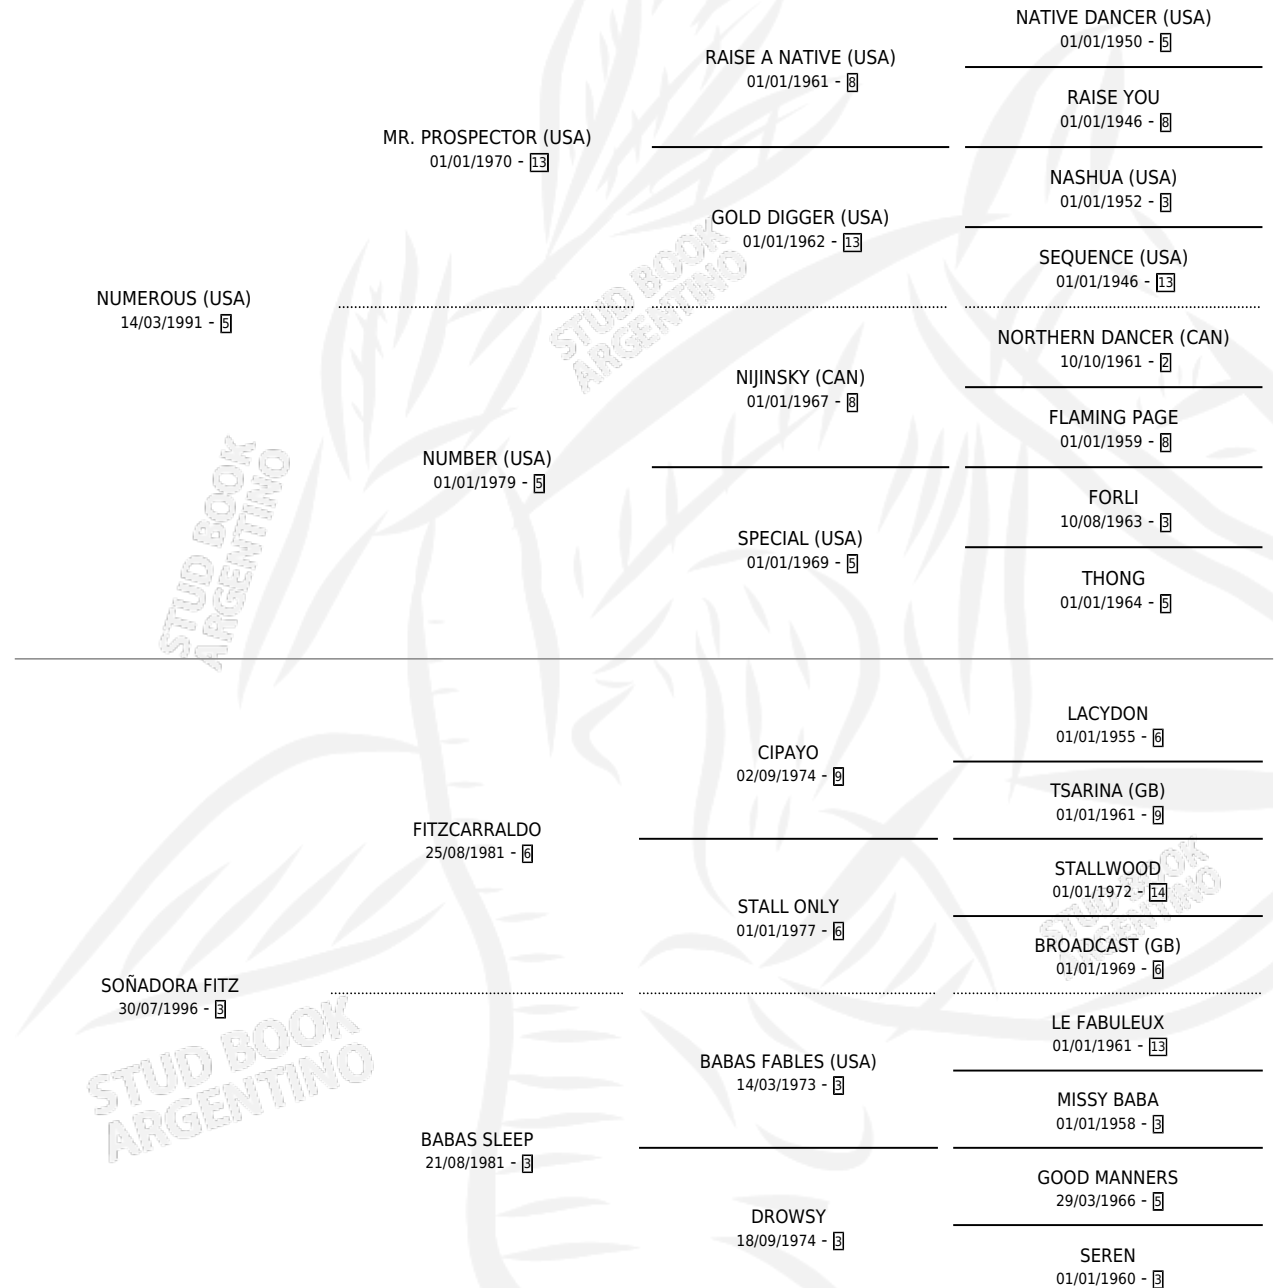 NATIVE DANCER (USA)
01/01/1950 - 5
RAISE A NATIVE (USA)
01/01/1961 - 8
RAISE YOU
01/01/1946 - 8
MR. PROSPECTOR (USA)
01/01/1970 - 13
NASHUA (USA)
01/01/1952 - 3
GOLD DIGGER (USA)
01/01/1962 - 13
SEQUENCE (USA)
01/01/1946 - 13
NUMEROUS (USA)
14/03/1991 - 5
STUD BOOK
ARGENTINO
NORTHERN DANCER (CAN)
10/10/1961 - 2
NIJINSKY (CAN)
01/01/1967 - 8
FLAMING PAGE
01/01/1959 - 8
NUMBER (USA)
01/01/1979 - 5
FORLI
10/08/1963 - 3
SPECIAL (USA)
01/01/1969 - 5
THONG
01/01/1964 - 5
STUD BOOK
ARGENTINO
LACYDON
01/01/1955 - 6
CIPAYO
02/09/1974 - 9
TSARINA (GB)
01/01/1961 - 9
FITZCARRALDO
25/08/1981 - 6
STALLWOOD
01/01/1972 - 14
STALL ONLY
01/01/1977 - 6
STUD BOOK
ARGENTINO
BROADCAST (GB)
01/01/1969 - 6
SOÑADORA FITZ
30/07/1996 - 3
STUD BOOK
ARGENTINO
LE FABULEUX
01/01/1961 - 13
BABAS FABLES (USA)
14/03/1973 - 3
MISSY BABA
01/01/1958 - 3
BABAS SLEEP
21/08/1981 - 3
GOOD MANNERS
29/03/1966 - 5
DROWSY
18/09/1974 - 3
SEREN
01/01/1960 - 3